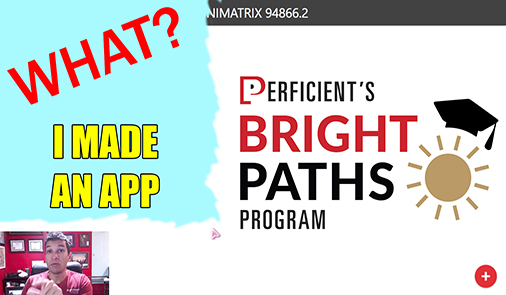 WHAT?
I MADE
AN APP
NIMATRIX 94866.2
PERFICIENT'S
BRIGHT
PATHS
PROGRAM